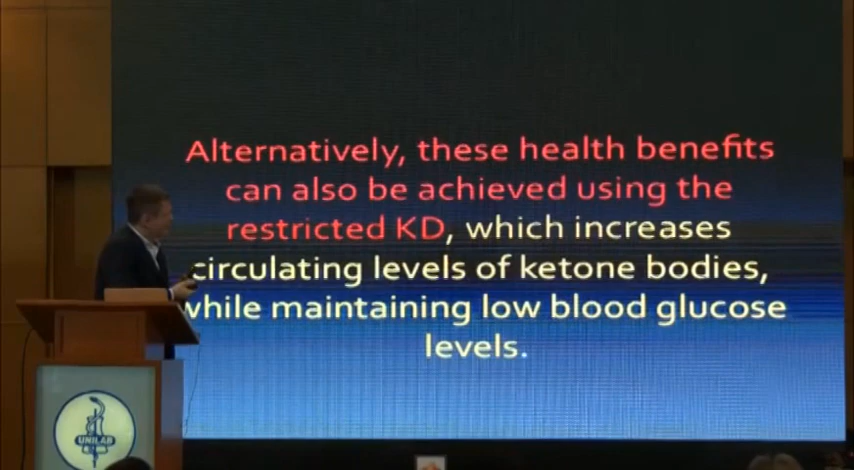 Alternatively, these health benefits
can also be achieved using the
restricted KD, which increases
circulating levels of ketone bodies,
while maintaining low blood glucose
levels.
UNILAB